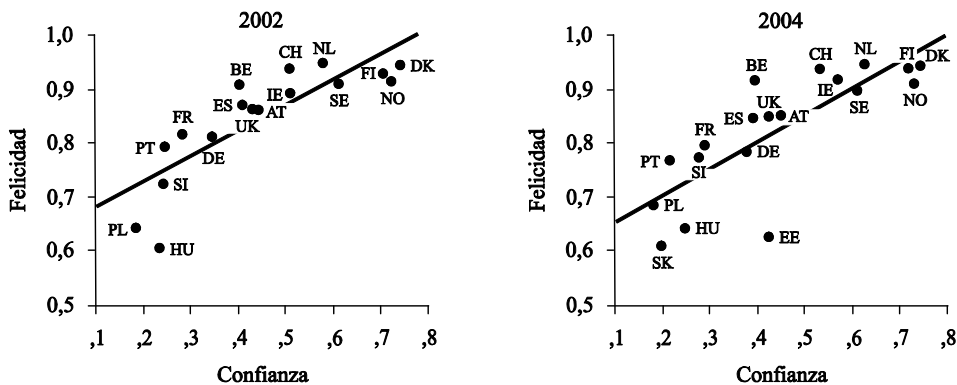 2002
1,0
0,9
0,8
0,7
0,6
0,5
Felicidad
CH
NL
FI
DK
BE
IE
SE
NO
ES
UK
AT
FR
PT
DE
SI
PL
HU
,1 ,2 ,3 ,4 ,5 ,6 ,7 ,8
Confianza
2004
1,0
0,9
0,8
0,7
0,6
0,5
Felicidad
CH
NL
FI
DK
BE
IE
SE
NO
UK
ES
AT
FR
PT
DE
SI
PL
HU
EE
SK
,1 ,2 ,3 ,4 ,5 ,6 ,7 ,8
Confianza